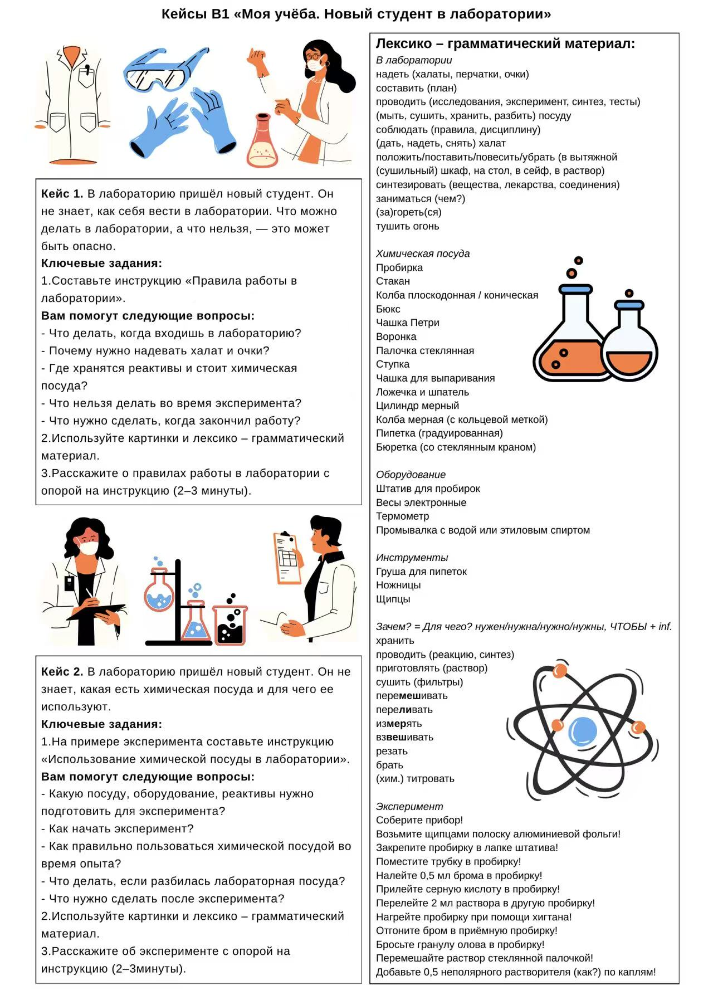 Кейсы В1 «Моя учёба. Новый студент в лаборатории»
Кейс 1. В лабораторию пришёл новый студент. Он
не знает, как себя вести в лаборатории. Что можно
делать в лаборатории, а что нельзя, — это может
быть опасно.
Ключевые задания:
1.Составьте инструкцию «Правила работы в
лаборатории».
Вам помогут следующие вопросы:
- Что делать, когда входишь в лабораторию?
- Почему нужно надевать халат и очки?
- Где хранятся реактивы и стоит химическая
посуда?
- Что нельзя делать во время эксперимента?
- Что нужно сделать, когда закончил работу?
2.Используйте картинки и лексико – грамматический
материал.
3.Расскажите о правилах работы в лаборатории с
опорой на инструкцию (2–3 минуты).
Кейс 2. В лабораторию пришёл новый студент. Он не
знает, какая есть химическая посуда и для чего ее
используют.
Ключевые задания:
1.На примере эксперимента составьте инструкцию
«Использование химической посуды в лаборатории».
Вам помогут следующие вопросы:
- Какую посуду, оборудование, реактивы нужно
подготовить для эксперимента?
- Как начать эксперимент?
- Как правильно пользоваться химической посудой во
время опыта?
- Что делать, если разбилась лабораторная посуда?
- Что нужно сделать после эксперимента?
2.Используйте картинки и лексико – грамматический
материал.
3.Расскажите об эксперименте с опорой на
инструкцию (2–3минуты).
Лексико – грамматический материал:
В лаборатории
надеть (халаты, перчатки, очки)
составить (план)
проводить (исследования, эксперимент, синтез, тесты)
(мыть, сушить, хранить, разбить) посуду
соблюдать (правила, дисциплину)
(дать, надеть, снять) халат
положить/поставить/повесить/убрать (в вытяжной
(сушильный) шкаф, на стол, в сейф, в раствор)
синтезировать (вещества, лекарства, соединения)
заниматься (чем?)
(за)гореть(ся)
тушить огонь
Химическая посуда
Пробирка
Стакан
Колба плоскодонная / коническая
Бюкс
Чашка Петри
Воронка
Палочка стеклянная
Ступка
Чашка для выпаривания
Ложечка и шпатель
Цилиндр мерный
Колба мерная (с кольцевой меткой)
Пипетка (градуированная)
Бюретка (со стеклянным краном)
Оборудование
Штатив для пробирок
Весы электронные
Термометр
Промывалка с водой или этиловым спиртом
Инструменты
Груша для пипеток
Ножницы
Щипцы
Зачем? = Для чего? нужен/нужна/нужно/нужны, ЧТОБЫ + inf.
хранить
проводить (реакцию, синтез)
приготовлять (раствор)
сушить (фильтры)
перемешивать
переливать
измерять
взвешивать
резать
брать
(хим.) титровать
Эксперимент
Соберите прибор!
Возьмите щипцами полоску алюминиевой фольги!
Закрепите пробирку в лапке штатива!
Поместите трубку в пробирку!
Налейте 0,5 мл брома в пробирку!
Прилейте серную кислоту в пробирку!
Перелейте 2 мл раствора в другую пробирку!
Нагрейте пробирку при помощи хигтана!
Отгоните бром в приёмную пробирку!
Бросьте гранулу олова в пробирку!
Перемешайте раствор стеклянной палочкой!
Добавьте 0,5 неполярного растворителя (как?) по каплям!